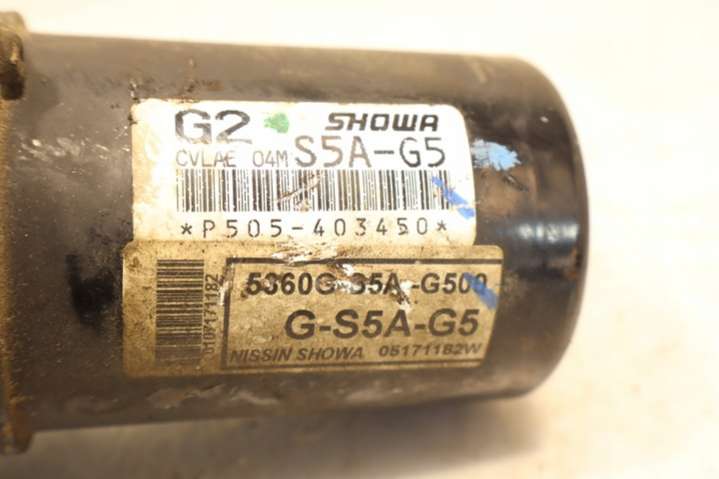 G2 SHOWA
CVLAE 04M S5A-G5
*P505-403450*
5360G-S5A-G500
G-S5A-G5
NISSIN SHOWA 05171182W